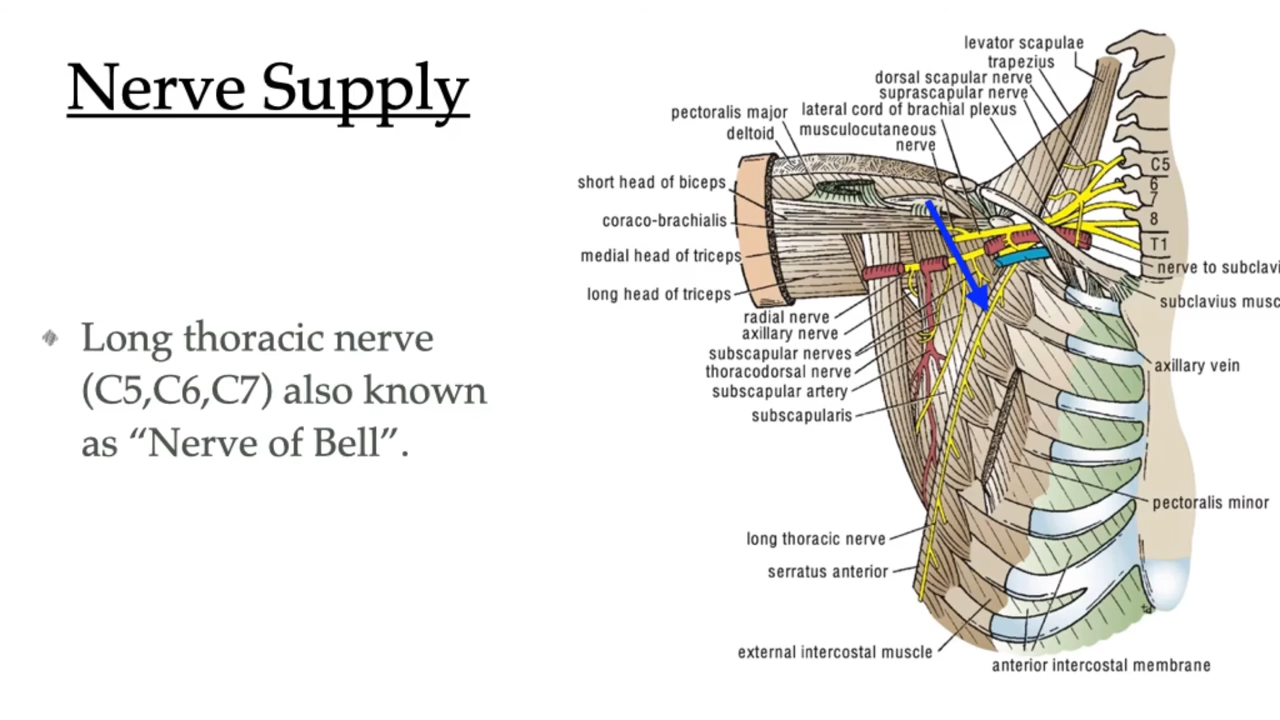 Nerve Supply
Long thoracic nerve
(C5,C6,C7) also known
as “Nerve of Bell”.
levator scapulae
trapezius
dorsal scapular nerve
suprascapular nerve
lateral cord of brachial plexus
pectoralis major
musculocutaneous
nerve
deltoid
short head of biceps
coraco-brachialis
medial head of triceps
long head of triceps
radial nerve
axillary nerve
subscapular nerves
thoracodorsal nerve
subscapular artery
subscapularis
long thoracic nerve
serratus anterior
external intercostal muscle
C5
6
7
8
T1
nerve to subclavi
subclavius musc
axillary vein
pectoralis minor
anterior intercostal membrane